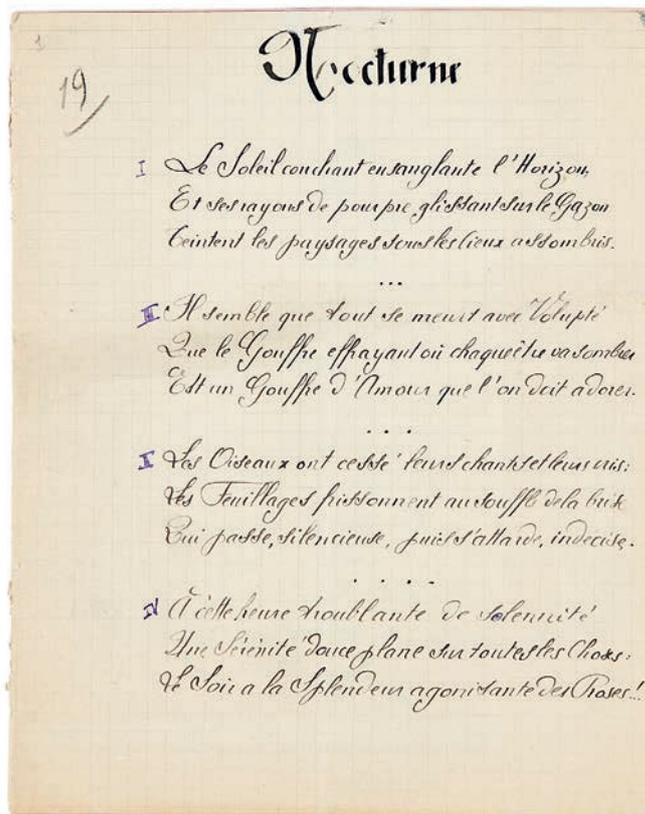 19
Nocturne
I Le Soleil couchant ensanglante l'Horizon,
Et ses rayons de pourpre, glissant sur le Gazon
Teintent les paysages sous les Cieux assombris.
...
III Il semble que tout se meurt avec Volupté
Que le Gouffre effrayant où chaque être va sombrer
Est un Gouffre d'Amour que l'on doit adorer.
...
II Les Oiseaux ont cessé leurs chants et leurs cris:
Les Feuillages frissonnent au souffle de la brise
Qui passe, silencieuse, puis s'attarde, indécise.
....
IV À cette heure troublante de solennité
Une Sérénité douce plane sur toutes les Choses:
Le Soir a la Splendeur agonisante des Roses!..